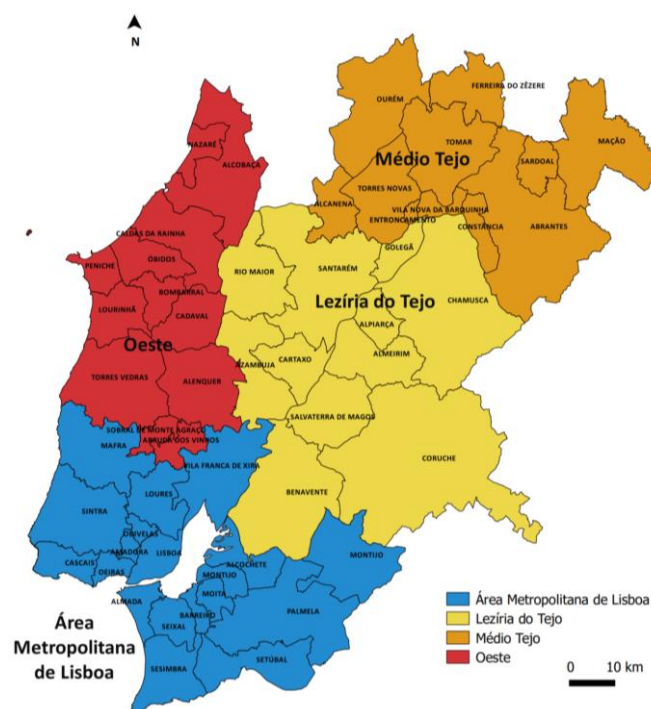 N
FERREIRA DO ZÊZERE
OURÉM
NAZARÉ
TOMAR
MAÇÃO
ALCOBAÇA
Médio Tejo
SARDOAL
TORRES NOVAS
ALCANENA
VILA NOVA DA BARQUINHA
ENTRONCAMENTO
CONSTÂNCIA
ABRANTES
CALDAS DA RAINHA
GOLEGÃ
ÓBIDOS
PENICHE
RIO MAIOR
SANTARÉM
BOMBARRAL
Lezíria do Tejo
CHAMUSCA
LOURINHÃ
CADAVAL
ALPIARÇA
Oeste
CARTAXO
ALMEIRIM
AZAMBUJA
TORRES VEDRAS
ALENQUER
SALVATERRA DE MAGOS
SOBRAL DE MONTE AGRAÇO
ARRUDA DOS VINHOS
MAFRA
CORUCHE
VILA FRANCA DE XIRA
LOURES
BENAVENTE
SINTRA
ODIVELAS
AMADORA
LISBOA
MONTIJO
CASCAIS
OEIRAS
ALCOCHETE
MONTIJO
MOITA
ALMADA
BARREIRO
PALMELA
SEIXAL
Área
Metropolitana
de Lisboa
SESIMBRA
SETÚBAL
Área Metropolitana de Lisboa
Lezíria do Tejo
Médio Tejo
Oeste
0 10 km